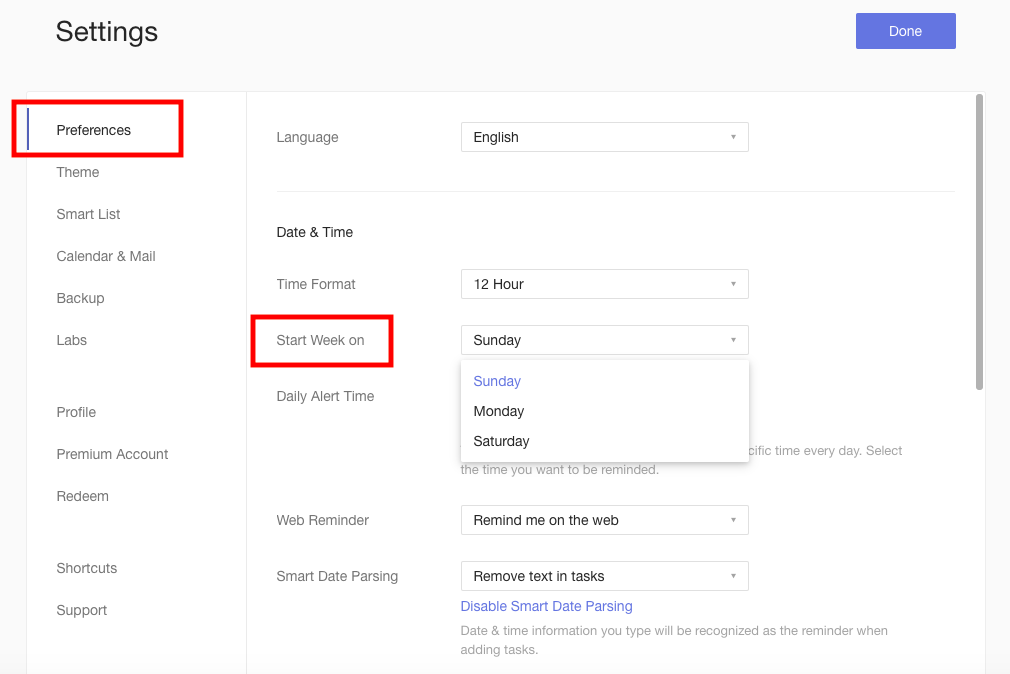 Settings
Done
Preferences
Theme
Smart List
Calendar & Mail
Backup
Labs
Profile
Premium Account
Redeem
Shortcuts
Support
Language
English
Date & Time
Time Format
12 Hour
Start Week on
Sunday
Sunday
Monday
Saturday
Daily Alert Time
cific time every day. Select
the time you want to be reminded.
Web Reminder
Remind me on the web
Smart Date Parsing
Remove text in tasks
Disable Smart Date Parsing
Date & time information you type will be recognized as the reminder when
adding tasks.